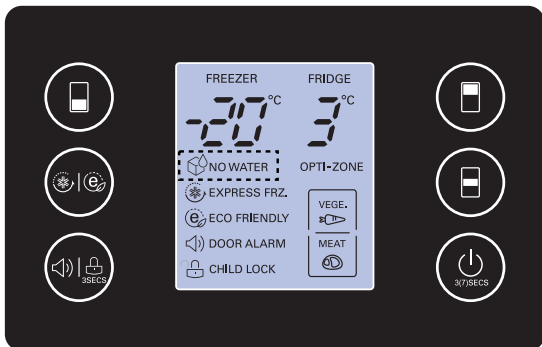 FREEZER FRIDGE
-20°C 3°C
NO WATER OPTI-ZONE
EXPRESS FRZ.
ECO FRIENDLY
DOOR ALARM
CHILD LOCK
VEGE.
MEAT
e
3SECS
3(7)SECS